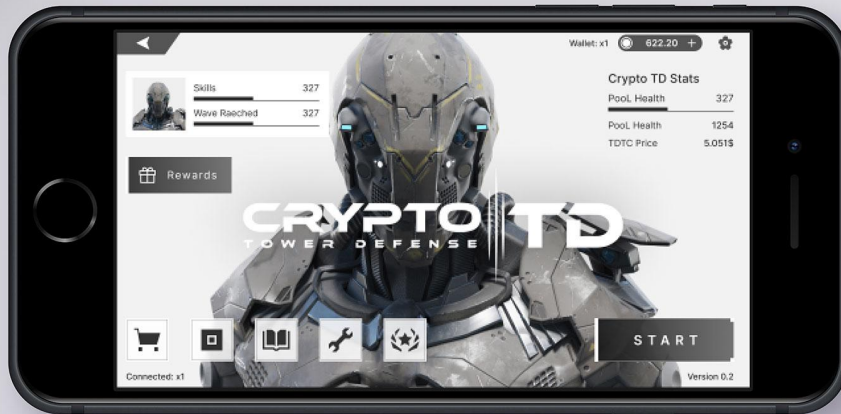 Wallet: x1 622.20 +
Skills 327
Wave Raeched 327
Crypto TD Stats
PooL Health 327
PooL Health 1254
TDTC Price 5.051$
Rewards
CRYPTO TD
TOWER DEFENSE
START
Connected: x1
Version 0.2